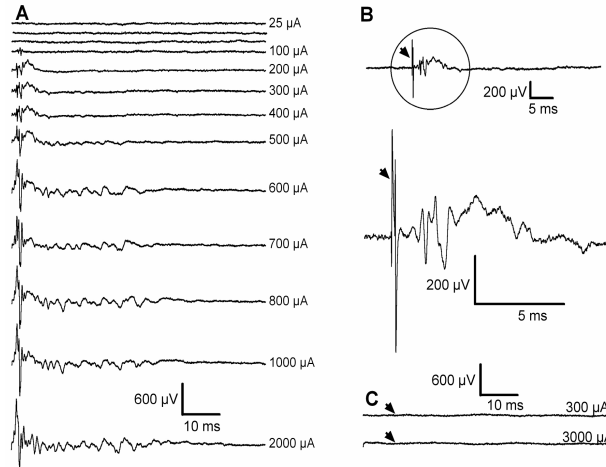 A
25 µA
100 µA
200 µA
300 µA
400 µA
500 µA
600 µA
700 µA
800 µA
1000 µA
2000 µA
600 µV
10 ms
B
200 µV
5 ms
200 µV
5 ms
600 µV
10 ms
C
300 µA
3000 µA